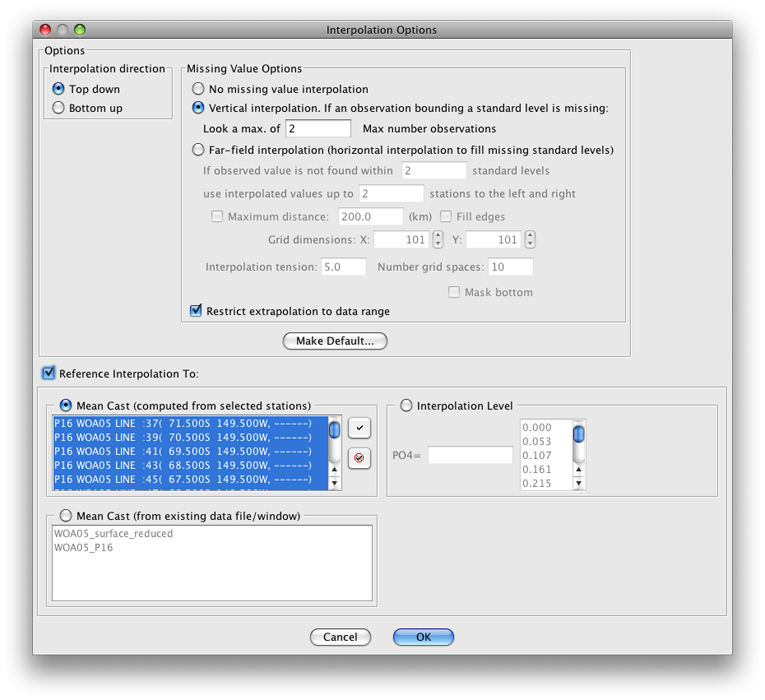 Interpolation Options
Options
Interpolation direction
Top down
Bottom up
Missing Value Options
No missing value interpolation
Vertical interpolation. If an observation bounding a standard level is missing:
Look a max. of 2 Max number observations
Far-field interpolation (horizontal interpolation to fill missing standard levels)
If observed value is not found within 2 standard levels
use interpolated values up to 2 stations to the left and right
Maximum distance: 200.0 (km) Fill edges
Grid dimensions: X: 101 Y: 101
Interpolation tension: 5.0 Number grid spaces: 10
Mask bottom
Restrict extrapolation to data range
Make Default...
Reference Interpolation To:
Mean Cast (computed from selected stations)
P16 WOA05 LINE :37( 71.500S 149.500W, ------)
P16 WOA05 LINE :39( 70.500S 149.500W, ------)
P16 WOA05 LINE :41( 69.500S 149.500W, ------)
P16 WOA05 LINE :43( 68.500S 149.500W, ------)
P16 WOA05 LINE :45( 67.500S 149.500W, ------)
Interpolation Level
PO4=
0.000
0.053
0.107
0.161
0.215
Mean Cast (from existing data file/window)
WOA05_surface_reduced
WOA05_P16
Cancel
OK